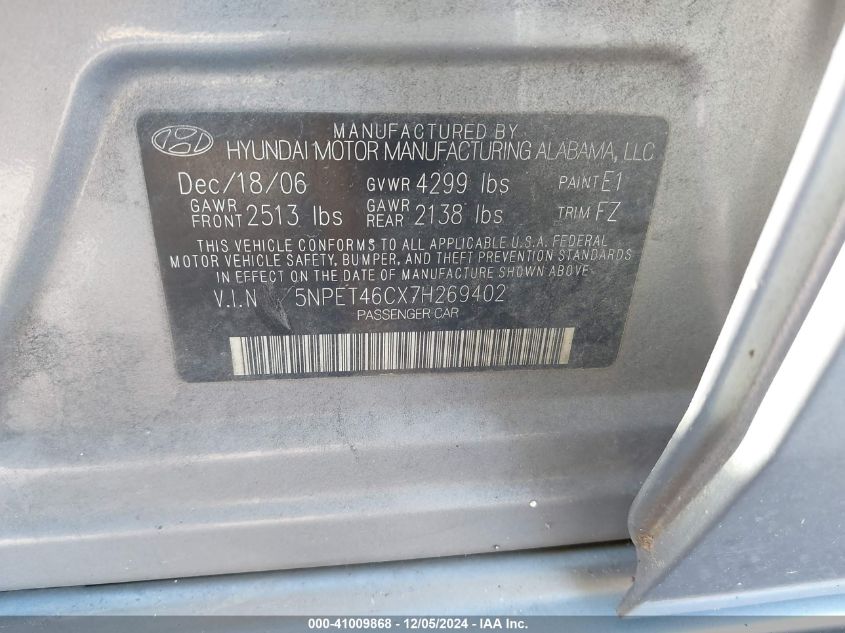 MANUFACTURED BY
HYUNDAI MOTOR MANUFACTURING ALABAMA, LLC
Dec/18/06 GVWR 4299 lbs PAINT E1
GAWR FRONT 2513 lbs GAWR REAR 2138 lbs TRIM FZ
THIS VEHICLE CONFORMS TO ALL APPLICABLE U.S.A. FEDERAL
MOTOR VEHICLE SAFETY, BUMPER, AND THEFT PREVENTION STANDARDS
IN EFFECT ON THE DATE OF MANUFACTURE SHOWN ABOVE.
V.I.N 5NPET46CX7H269402
PASSENGER CAR
000-41009868 - 12/05/2024 - IAA Inc.